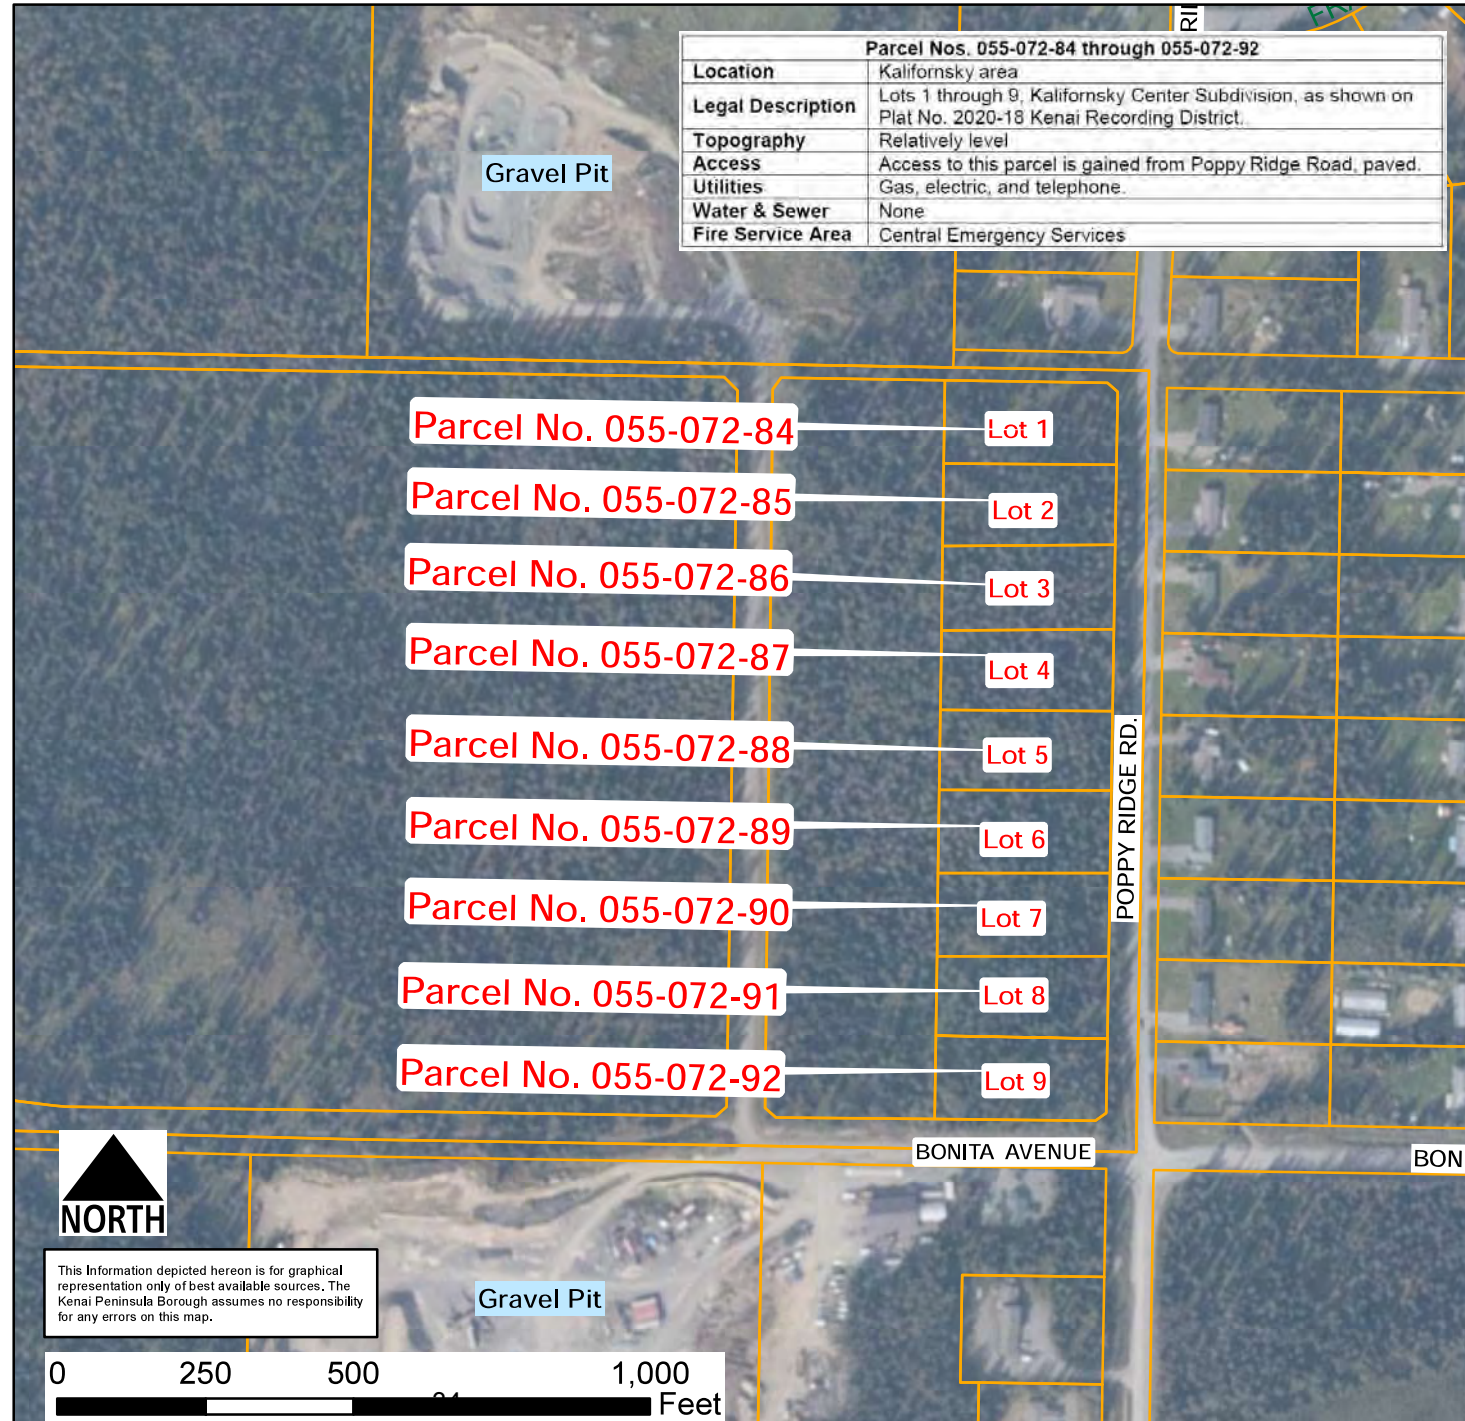 Parcel Nos. 055-072-84 through 055-072-92
Location Kalifornsky area
Legal Description Lots 1 through 9, Kalifornsky Center Subdivision, as shown on
Plat No. 2020-18 Kenai Recording District.
Topography Relatively level
Access Access to this parcel is gained from Poppy Ridge Road, paved.
Utilities Gas, electric, and telephone.
Water & Sewer None
Fire Service Area Central Emergency Services
Gravel Pit
Parcel No. 055-072-84 Lot 1
Parcel No. 055-072-85 Lot 2
Parcel No. 055-072-86 Lot 3
Parcel No. 055-072-87 Lot 4
Parcel No. 055-072-88 Lot 5
Parcel No. 055-072-89 Lot 6
Parcel No. 055-072-90 Lot 7
Parcel No. 055-072-91 Lot 8
Parcel No. 055-072-92 Lot 9
POPPY RIDGE RD.
BONITA AVENUE
BON
NORTH
This Information depicted hereon is for graphical
representation only of best available sources. The
Kenai Peninsula Borough assumes no responsibility
for any errors on this map.
Gravel Pit
0 250 500 1,000
Feet